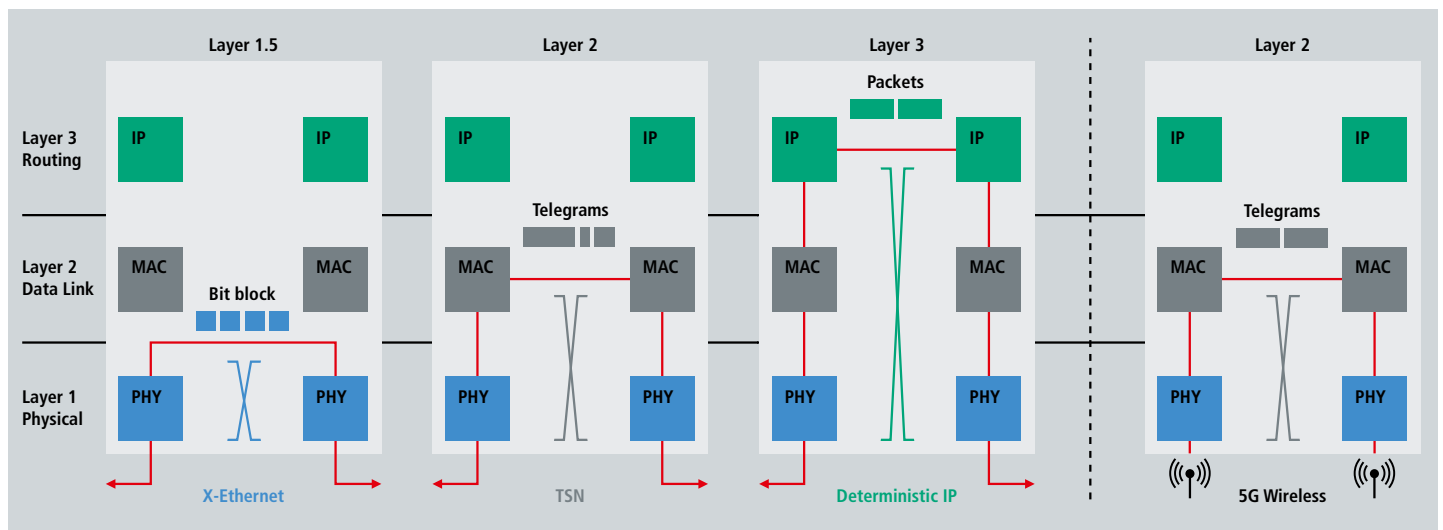 Layer 1.5
Layer 2
Layer 3
Layer 2
Layer 3
Routing
Layer 2
Data Link
Layer 1
Physical
IP
IP
MAC
MAC
Bit block
PHY
PHY
X-Ethernet
IP
IP
Telegrams
MAC
MAC
PHY
PHY
TSN
Packets
IP
IP
MAC
MAC
PHY
PHY
Deterministic IP
IP
IP
Telegrams
MAC
MAC
PHY
PHY
5G Wireless